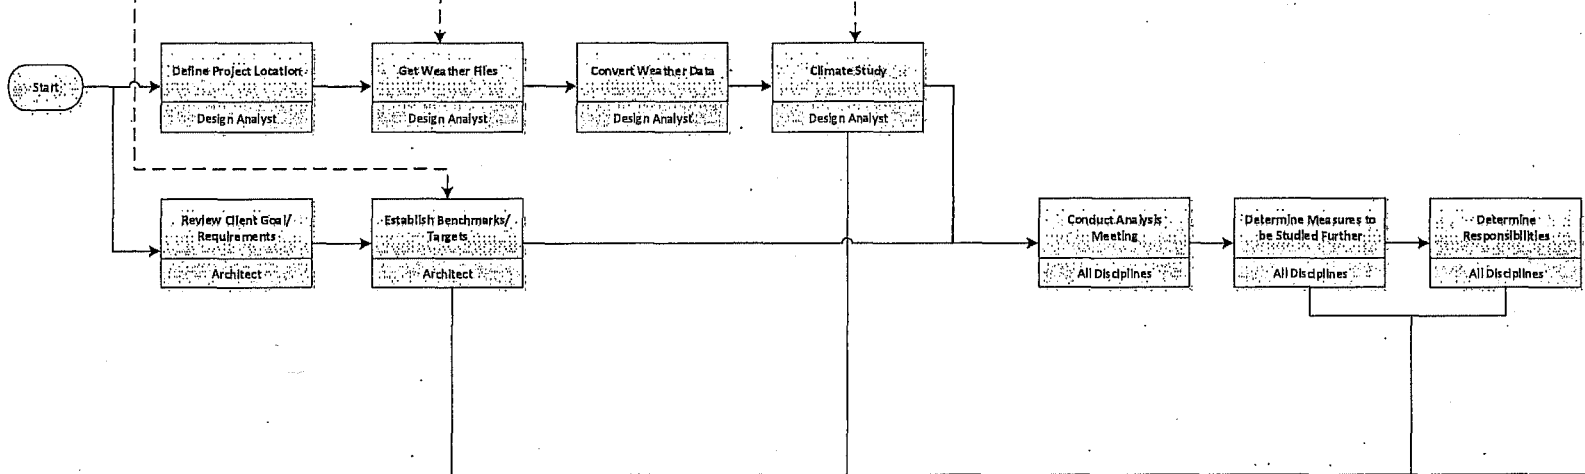 Start
Define Project Location
Design Analyst
Get Weather Files
Design Analyst
Convert Weather Data
Design Analyst
Climate Study
Design Analyst
Review Client Goal/
Requirements
Architect
Establish Benchmarks/
Targets
Architect
Conduct Analysis
Meeting
All Disciplines
Determine Measures to
be Studied Further
All Disciplines
Determine
Responsibilities
All Disciplines